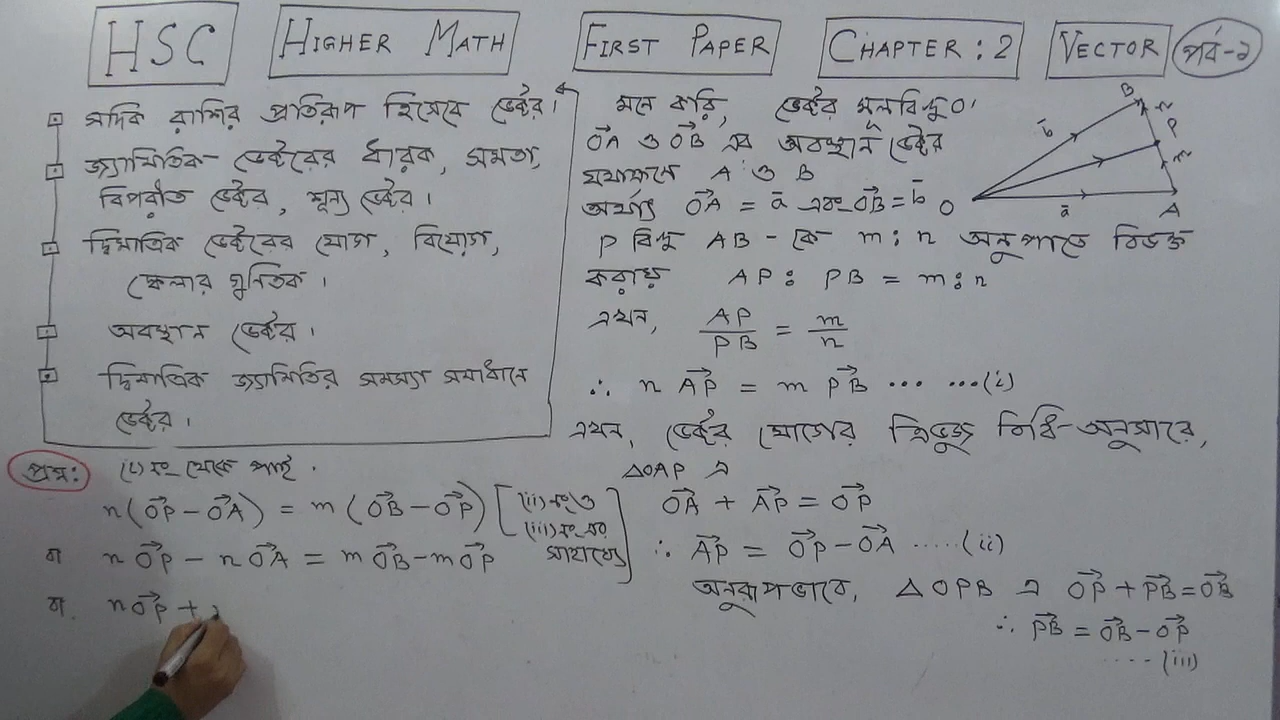 HSC HIGHER MATH FIRST PAPER CHAPTER : 2 VECTOR পর্ব-১
সদিক রাশির প্রতিরূপ হিসেবে ভেক্টর।
জ্যামিতিক ভেক্টরের ধারক, সমতা,
বিপরীত ভেক্টর, শূন্য ভেক্টর।
দ্বিমাত্রিক ভেক্টরের যোগ, বিয়োগ,
স্কেলার গুনিতক।
অবস্থান ভেক্টর।
দ্বিমাত্রিক জ্যামিতির সমস্যা সমাধানে
ভেক্টর।
প্রশ্ন: (i) নং থেকে পাই.
n(O͞P⃗ - OA⃗) = m(OB⃗ - OP⃗) [(ii) নং ও
(iii) নং এর
সাহায্যে]
বা nOP⃗ - nOA⃗ = mOB⃗ - mOP⃗
বা. nOP⃗ +
মনে করি, ভেক্টর মূলবিন্দু O।
OA⃗ ও OB⃗ এর অবস্থান ভেক্টর
যথাক্রমে A ও B
অর্থাৎ OA⃗ = a̅ এবং OB⃗ = b̅
P বিন্দু AB - কে m : n অনুপাতে বিভক্ত
করায় AP : PB = m : n
এখন, AP/PB = m/n
∴ n AP⃗ = m PB⃗ ... ...(i)
এখন, ভেক্টর যোগের ত্রিভুজ বিধি-অনুসারে,
△OAP এ
OA⃗ + AP⃗ = OP⃗
∴ AP⃗ = OP⃗ - OA⃗ .....(ii)
অনুরূপভাবে, △OPB এ OP⃗ + PB⃗ = OB⃗
∴ PB⃗ = OB⃗ - OP⃗
....(iii)
B
n
P
m
b̅
O
a̅
A